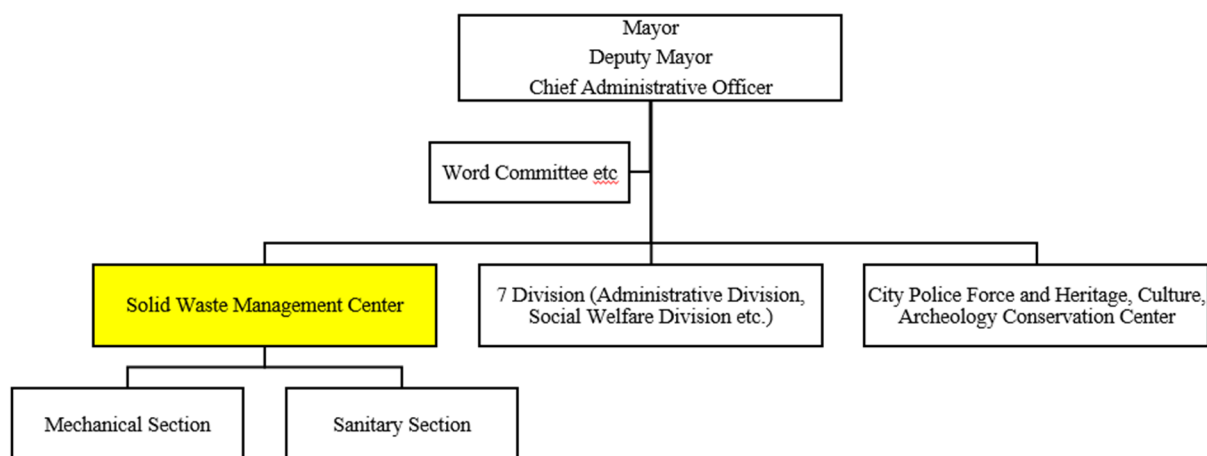 Mayor
Deputy Mayor
Chief Administrative Officer
Word Committee etc
Solid Waste Management Center
7 Division (Administrative Division,
Social Welfare Division etc.)
City Police Force and Heritage, Culture,
Archeology Conservation Center
Mechanical Section
Sanitary Section